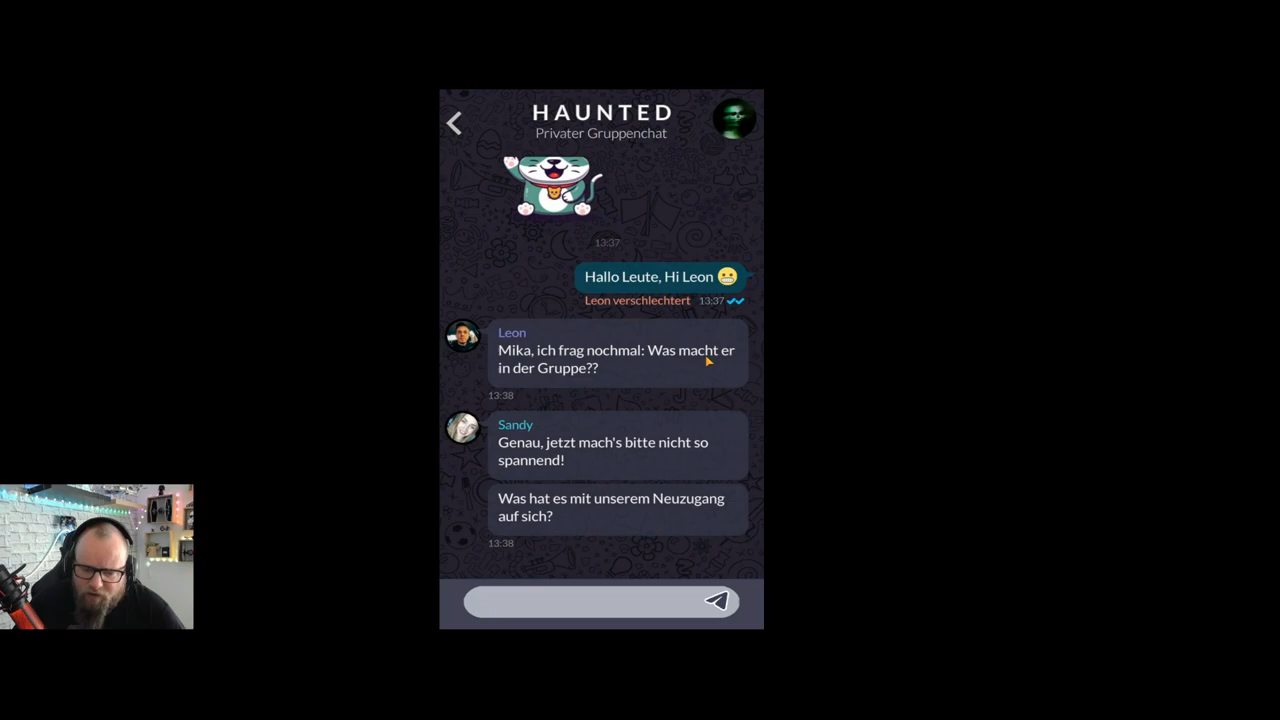 HAUNTED
Privater Gruppenchat
13:37
Hallo Leute, Hi Leon 😬
Leon verschlechtert 13:37
Leon
Mika, ich frag nochmal: Was macht er
in der Gruppe??
13:38
Sandy
Genau, jetzt mach's bitte nicht so
spannend!
Was hat es mit unserem Neuzugang
auf sich?
13:38